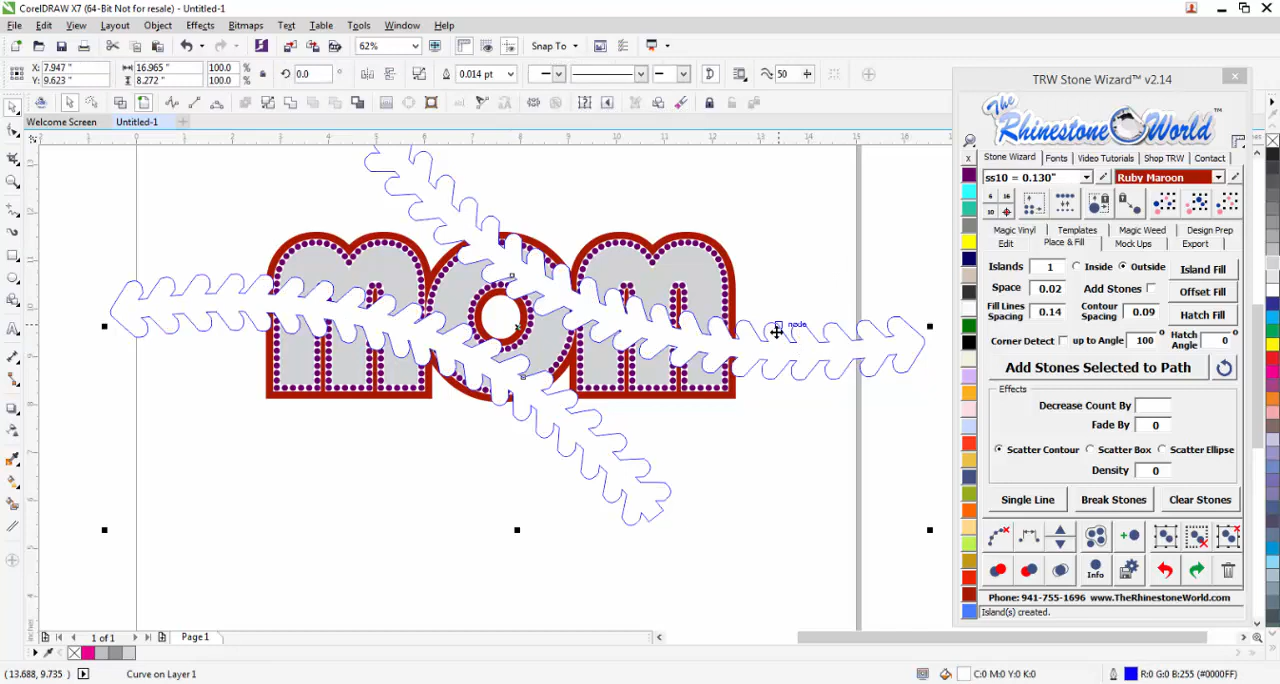 CorelDRAW X7 (64-Bit Not for resale) - Untitled-1
File Edit View Layout Object Effects Bitmaps Text Table Tools Window Help
62% Snap To
X: 7.947 " 16.965 " 100.0 % 0.0 ° 0.014 pt 50
Y: 9.623 " 8.272 " 100.0 %
Welcome Screen Untitled-1
mom
node
TRW Stone Wizard™ v2.14
The Rhinestone World™
Stone Wizard Fonts Video Tutorials Shop TRW Contact
ss10 = 0.130" Ruby Maroon
Magic Vinyl Templates Magic Weed Design Prep
Edit Place & Fill Mock Ups Export
Islands 1 Inside Outside Island Fill
Space 0.02 Add Stones Offset Fill
Fill Lines Spacing 0.14 Contour Spacing 0.09 Hatch Fill
Corner Detect up to Angle 100 ° Hatch Angle 0 °
Add Stones Selected to Path
Effects
Decrease Count By
Fade By 0
Scatter Contour Scatter Box Scatter Ellipse
Density 0
Single Line Break Stones Clear Stones
Info
Phone: 941-755-1696 www.TheRhinestoneWorld.com
Island(s) created.
1 of 1 Page 1
(13.688, 9.735) Curve on Layer 1 C:0 M:0 Y:0 K:0 R:0 G:0 B:255 (#0000FF)